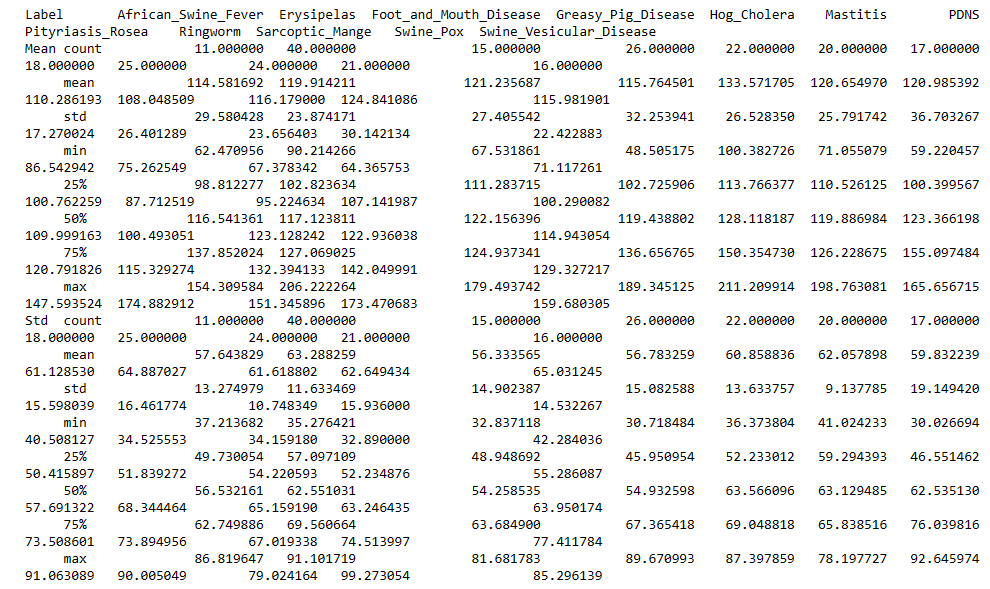 Label African_Swine_Fever Erysipelas Foot_and_Mouth_Disease Greasy_Pig_Disease Hog_Cholera Mastitis PDNS
Pityriasis_Rosea Ringworm Sarcoptic_Mange Swine_Pox Swine_Vesicular_Disease
Mean count 11.000000 40.000000 15.000000 26.000000 22.000000 20.000000 17.000000
18.000000 25.000000 24.000000 21.000000 16.000000
mean 114.581692 119.914211 121.235687 115.764501 133.571705 120.654970 120.985392
110.286193 108.048509 116.179000 124.841086 115.981901
std 29.580428 23.874171 27.405542 32.253941 26.528350 25.791742 36.703267
17.270024 26.401289 23.656403 30.142134 22.422883
min 62.470956 90.214266 67.531861 48.505175 100.382726 71.055079 59.220457
86.542942 75.262549 67.378342 64.365753 71.117261
25% 98.812277 102.823634 111.283715 102.725906 113.766377 110.526125 100.399567
100.762259 87.712519 95.224634 107.141987 100.290082
50% 116.541361 117.123811 122.156396 119.438802 128.118187 119.886984 123.366198
109.999163 100.493051 123.128242 122.936038 114.943054
75% 137.852024 127.069025 124.937341 136.656765 150.354730 126.228675 155.097484
120.791826 115.329274 132.394133 142.049991 129.327217
max 154.309584 206.222264 179.493742 189.345125 211.209914 198.763081 165.656715
147.593524 174.882912 151.345896 173.470683 159.680305
Std count 11.000000 40.000000 15.000000 26.000000 22.000000 20.000000 17.000000
18.000000 25.000000 24.000000 21.000000 16.000000
mean 57.643829 63.288259 56.333565 56.783259 60.858836 62.057898 59.832239
61.128530 64.887027 61.618802 62.649434 65.031245
std 13.274979 11.633469 14.902387 15.082588 13.633757 9.137785 19.149420
15.598039 16.461774 10.748349 15.936000 14.532267
min 37.213682 35.276421 32.837118 30.718484 36.373804 41.024233 30.026694
40.508127 34.525553 34.159180 32.890000 42.284036
25% 49.730054 57.097109 48.948692 45.950954 52.233012 59.294393 46.551462
50.415897 51.839272 54.220593 52.234876 55.286087
50% 56.532161 62.551031 54.258535 54.932598 63.566096 63.129485 62.535130
57.691322 68.344464 65.159190 63.246435 63.950174
75% 62.749886 69.560664 63.684900 67.365418 69.048818 65.838516 76.039816
73.508601 73.894956 67.019338 74.513997 77.411784
max 86.819647 91.101719 81.681783 89.670993 87.397859 78.197727 92.645974
91.063089 90.005049 79.024164 99.273054 85.296139